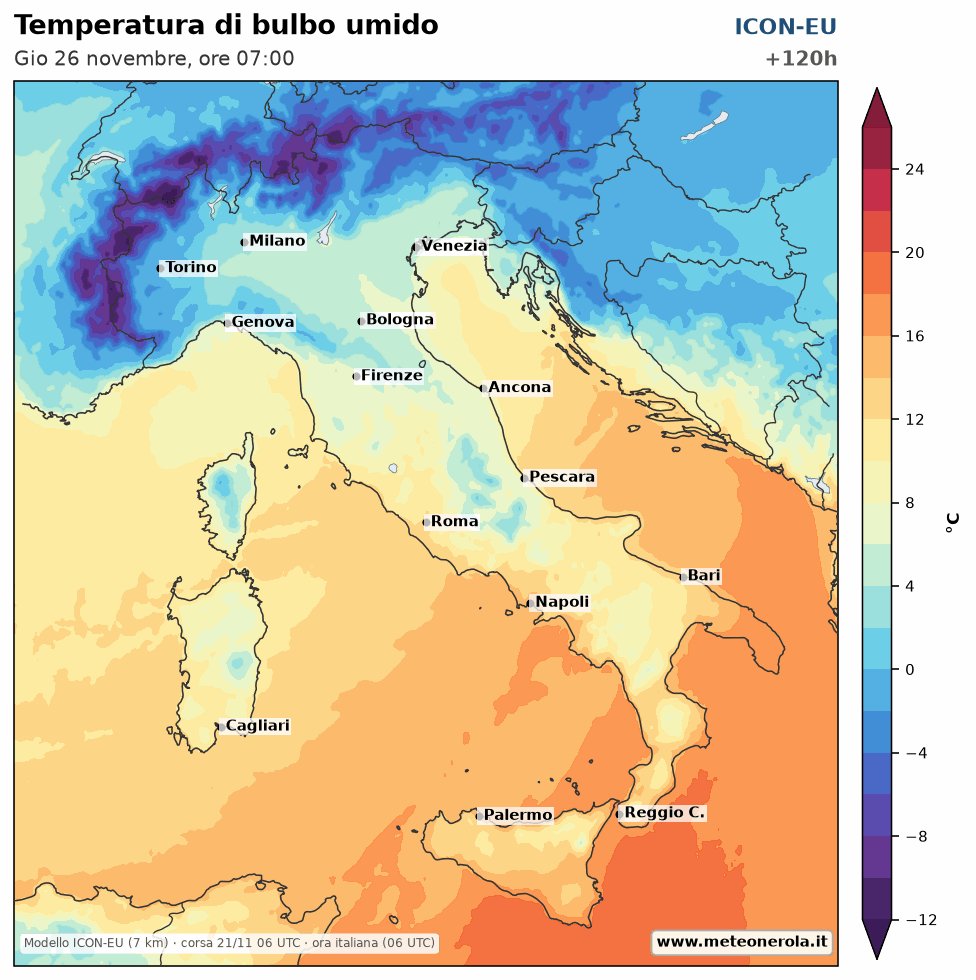 Temperatura di bulbo umido
ICON-EU
Gio 26 novembre, ore 07:00
+120h
Milano
Venezia
Torino
Genova
Bologna
Firenze
Ancona
Pescara
Roma
Bari
Napoli
Cagliari
Palermo
Reggio C.
24
20
16
12
8
4
0
−4
−8
−12
°C
Modello ICON-EU (7 km) · corsa 21/11 06 UTC · ora italiana (06 UTC)
www.meteonerola.it